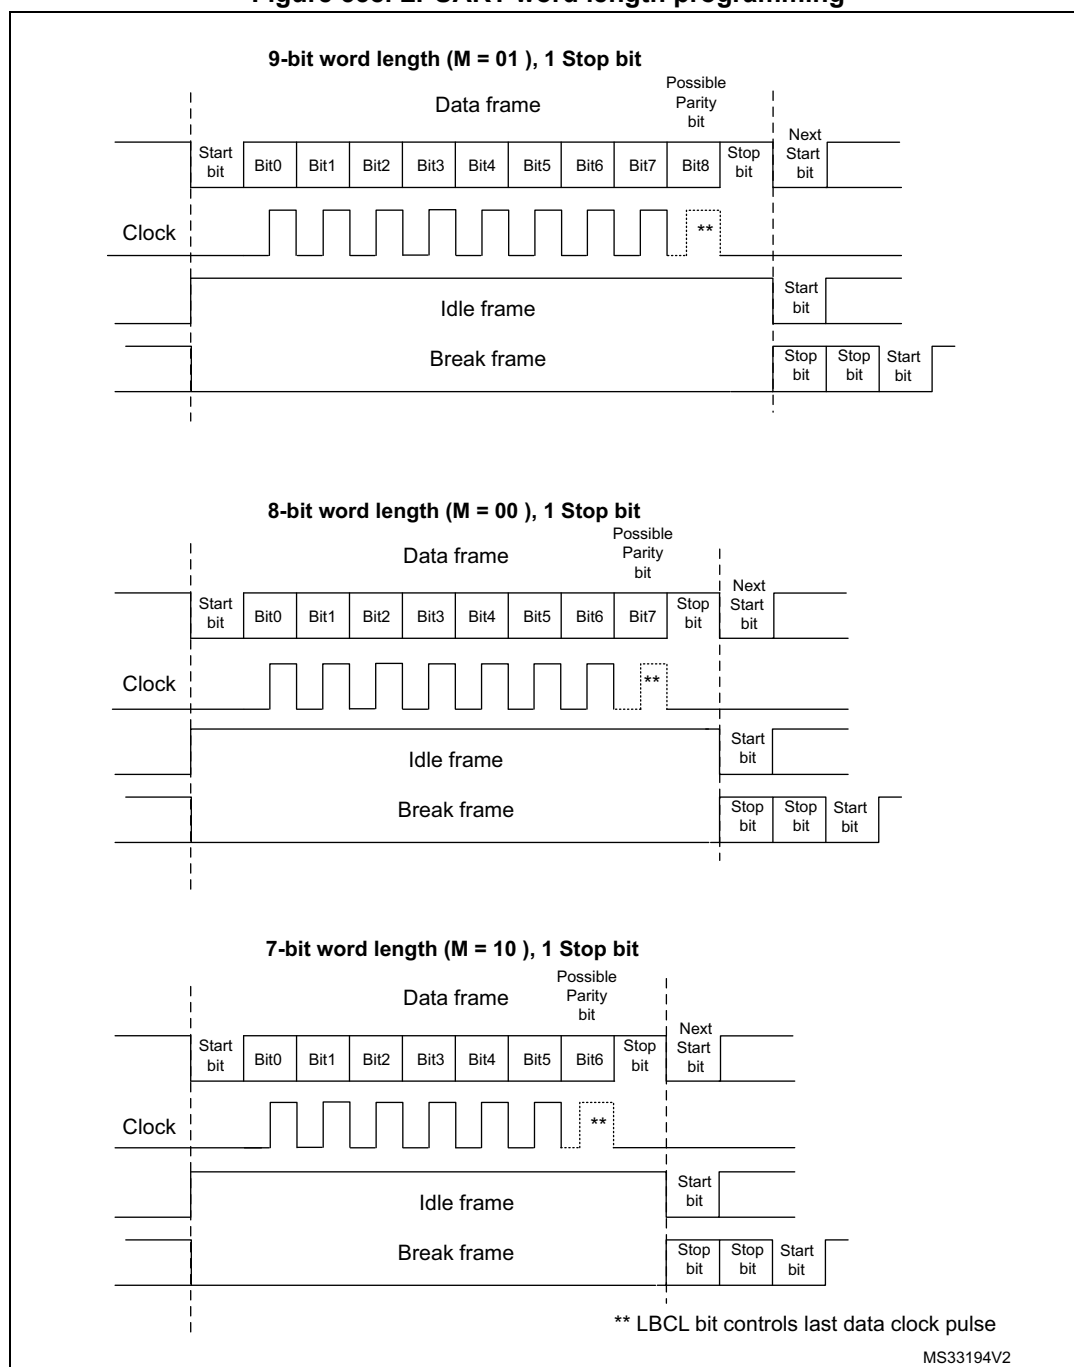 9-bit word length (M = 01 ), 1 Stop bit
Data frame
Possible
Parity
bit
Start
bit
Bit0 Bit1 Bit2 Bit3 Bit4 Bit5 Bit6 Bit7 Bit8
Stop
bit
Next
Start
bit
Clock
**
Idle frame
Start
bit
Break frame
Stop
bit
Stop
bit
Start
bit
8-bit word length (M = 00 ), 1 Stop bit
Data frame
Possible
Parity
bit
Start
bit
Bit0 Bit1 Bit2 Bit3 Bit4 Bit5 Bit6 Bit7
Stop
bit
Next
Start
bit
Clock
**
Idle frame
Start
bit
Break frame
Stop
bit
Stop
bit
Start
bit
7-bit word length (M = 10 ), 1 Stop bit
Data frame
Possible
Parity
bit
Start
bit
Bit0 Bit1 Bit2 Bit3 Bit4 Bit5 Bit6
Stop
bit
Next
Start
bit
Clock
**
Idle frame
Start
bit
Break frame
Stop
bit
Stop
bit
Start
bit
** LBCL bit controls last data clock pulse
MS33194V2